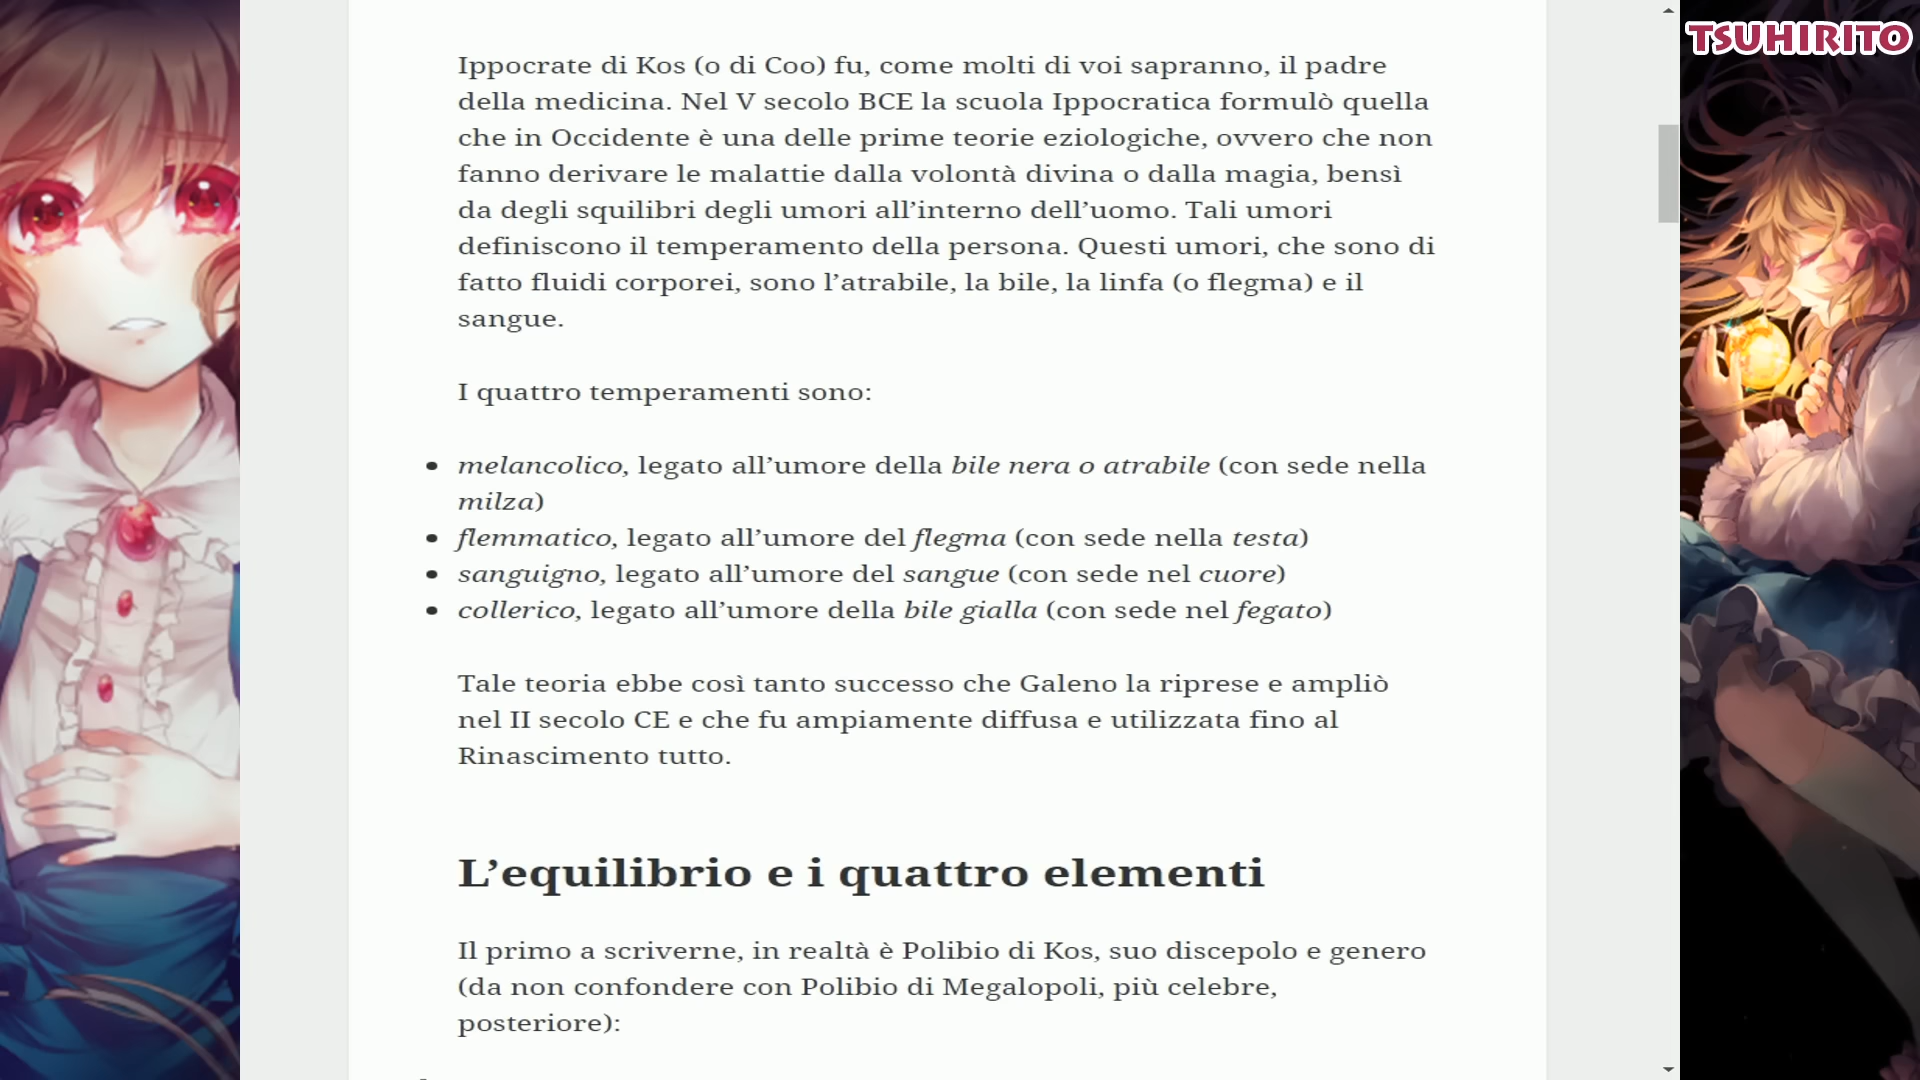 TSUHIRITO
Ippocrate di Kos (o di Coo) fu, come molti di voi sapranno, il padre
della medicina. Nel V secolo BCE la scuola Ippocratica formulò quella
che in Occidente è una delle prime teorie eziologiche, ovvero che non
fanno derivare le malattie dalla volontà divina o dalla magia, bensì
da degli squilibri degli umori all’interno dell’uomo. Tali umori
definiscono il temperamento della persona. Questi umori, che sono di
fatto fluidi corporei, sono l’atrabile, la bile, la linfa (o flegma) e il
sangue.
I quattro temperamenti sono:
• melancolico, legato all’umore della bile nera o atrabile (con sede nella
milza)
• flemmatico, legato all’umore del flegma (con sede nella testa)
• sanguigno, legato all’umore del sangue (con sede nel cuore)
• collerico, legato all’umore della bile gialla (con sede nel fegato)
Tale teoria ebbe così tanto successo che Galeno la riprese e ampliò
nel II secolo CE e che fu ampiamente diffusa e utilizzata fino al
Rinascimento tutto.
L’equilibrio e i quattro elementi
Il primo a scriverne, in realtà è Polibio di Kos, suo discepolo e genero
(da non confondere con Polibio di Megalopoli, più celebre,
posteriore):